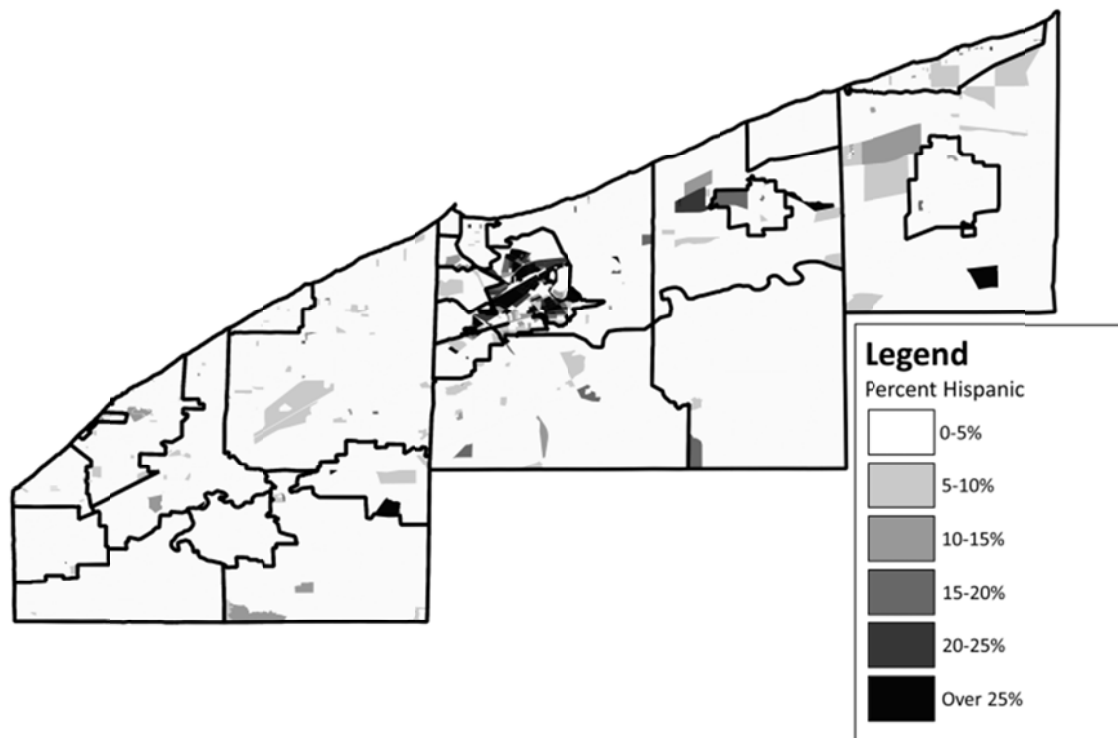 Legend
Percent Hispanic
0-5%
5-10%
10-15%
15-20%
20-25%
Over 25%